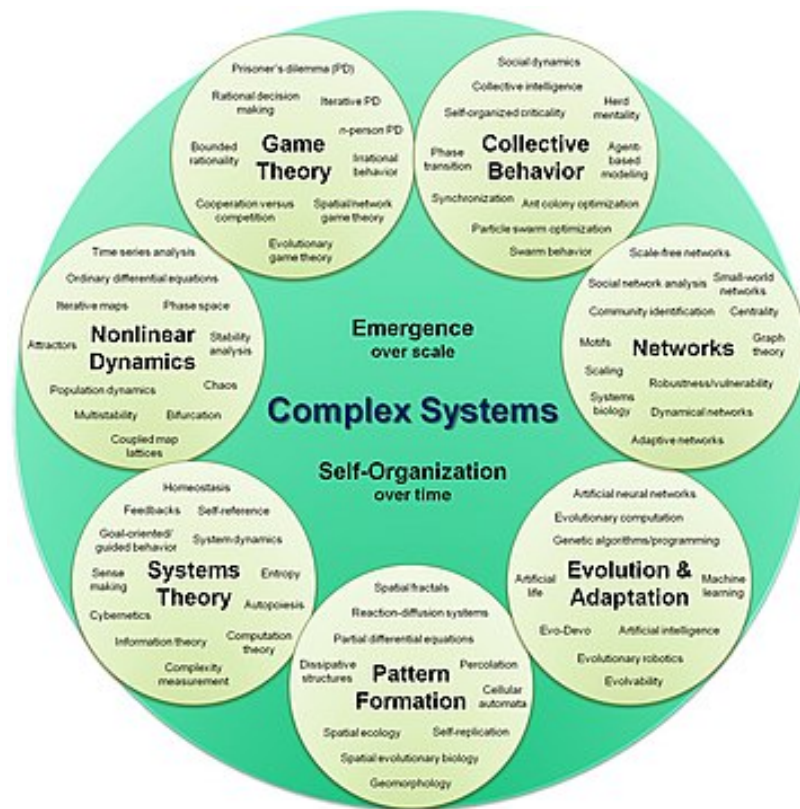 Prisoner's dilemma (PD)
Rational decision
making
Iterative PD
n-person PD
Bounded
rationality
Game
Theory
Irrational
behavior
Cooperation versus
competition
Spatial/network
game theory
Evolutionary
game theory
Social dynamics
Collective intelligence
Self-organized criticality
Herd
mentality
Phase
transition
Collective
Behavior
Agent-
based
modeling
Synchronization
Ant colony optimization
Particle swarm optimization
Swarm behavior
Time series analysis
Ordinary differential equations
Iterative maps
Phase space
Attractors
Nonlinear
Dynamics
Stability
analysis
Population dynamics
Chaos
Multistability
Bifurcation
Coupled map
lattices
Emergence
over scale
Complex Systems
Self-Organization
over time
Scale-free networks
Social network analysis
Small-world
networks
Community identification
Centrality
Motifs
Networks
Graph
theory
Scaling
Robustness/vulnerability
Systems
biology
Dynamical networks
Adaptive networks
Homeostasis
Feedbacks
Self-reference
Goal-oriented/
guided behavior
System dynamics
Sense
making
Systems
Theory
Entropy
Cybernetics
Autopoiesis
Information theory
Computation
theory
Complexity
measurement
Spatial fractals
Reaction-diffusion systems
Partial differential equations
Dissipative
structures
Pattern
Formation
Percolation
Cellular
automata
Spatial ecology
Self-replication
Spatial evolutionary biology
Geomorphology
Artificial neural networks
Evolutionary computation
Genetic algorithms/programming
Artificial
life
Evolution &
Adaptation
Machine
learning
Evo-Devo
Artificial intelligence
Evolutionary robotics
Evolvability